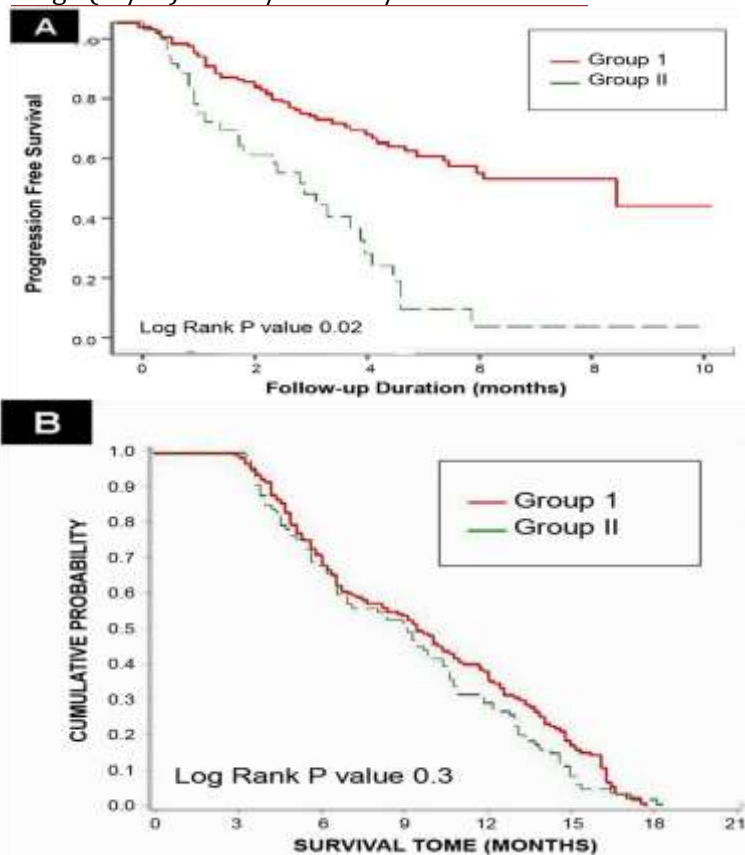 A
Progression Free Survival
1.0
0.8
0.6
0.4
0.2
0.0
Group 1
Group II
Log Rank P value 0.02
0 2 4 6 8 10
Follow-up Duration (months)
B
CUMULATIVE PROBABILITY
1.0
0.9
0.8
0.7
0.6
0.5
0.4
0.3
0.2
0.1
0.0
Group 1
Group II
Log Rank P value 0.3
0 3 6 9 12 15 18 21
SURVIVAL TOME (MONTHS)